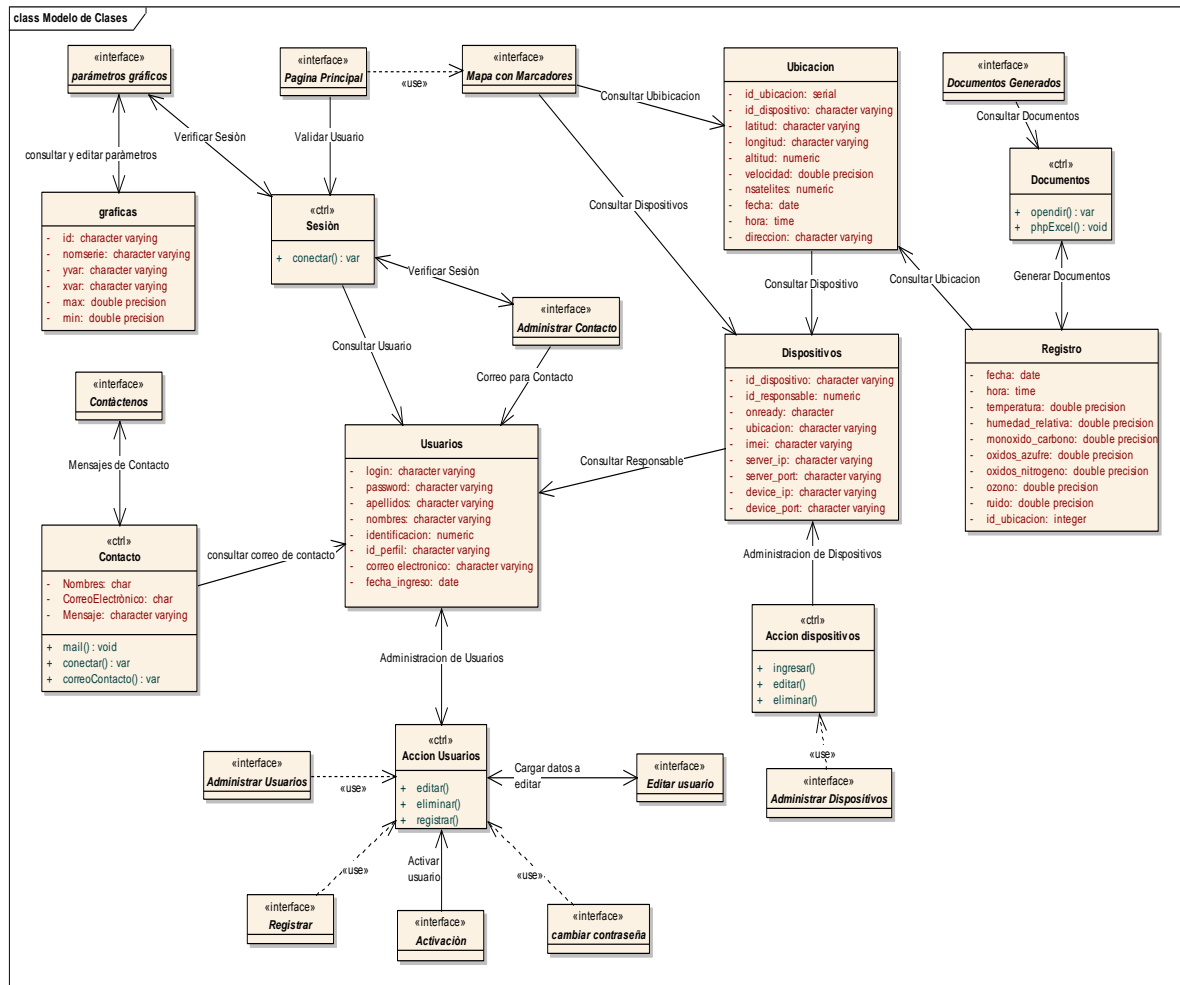 class Modelo de Clases
«interface»
parámetros gráficos
«interface»
Pagina Principal
«use»
«interface»
Mapa con Marcadores
Consultar Ubibicacion
Ubicacion
- id_ubicacion: serial
- id_dispositivo: character varying
- latitud: character varying
- longitud: character varying
- altitud: numeric
- velocidad: double precision
- nsatelites: numeric
- fecha: date
- hora: time
- direccion: character varying
«interface»
Documentos Generados
Consultar Documentos
«ctrl»
Documentos
+ opendir() : var
+ phpExcel() : void
Verificar Sesiòn
Validar Usuario
consultar y editar paràmetros
graficas
- id: character varying
- nomserie: character varying
- yvar: character varying
- xvar: character varying
- max: double precision
- min: double precision
«ctrl»
Sesiòn
+ conectar() : var
Consultar Dispositivos
Verificar Sesiòn
Consultar Dispositivo
Consultar Ubicacion
Generar Documentos
«interface»
Administrar Contacto
Consultar Usuario
Correo para Contacto
Dispositivos
- id_dispositivo: character varying
- id_responsable: numeric
- onready: character
- ubicacion: character varying
- imei: character varying
- server_ip: character varying
- server_port: character varying
- device_ip: character varying
- device_port: character varying
Registro
- fecha: date
- hora: time
- temperatura: double precision
- humedad_relativa: double precision
- monoxido_carbono: double precision
- oxidos_azufre: double precision
- oxidos_nitrogeno: double precision
- ozono: double precision
- ruido: double precision
- id_ubicacion: integer
«interface»
Contàctenos
Mensajes de Contacto
Usuarios
- login: character varying
- password: character varying
- apellidos: character varying
- nombres: character varying
- identificacion: numeric
- id_perfil: character varying
- correo electronico: character varying
- fecha_ingreso: date
Consultar Responsable
«ctrl»
Contacto
- Nombres: char
- CorreoElectrònico: char
- Mensaje: character varying
+ mail() : void
+ conectar() : var
+ correoContacto() : var
consultar correo de contacto
Administracion de Dispositivos
«ctrl»
Accion dispositivos
+ ingresar()
+ editar()
+ eliminar()
Administracion de Usuarios
«use»
«interface»
Administrar Dispositivos
«interface»
Administrar Usuarios
«use»
«ctrl»
Accion Usuarios
+ editar()
+ eliminar()
+ registrar()
Cargar datos a
editar
«interface»
Editar usuario
«use»
Activar
usuario
«use»
«interface»
Registrar
«interface»
Activaciòn
«interface»
cambiar contraseña